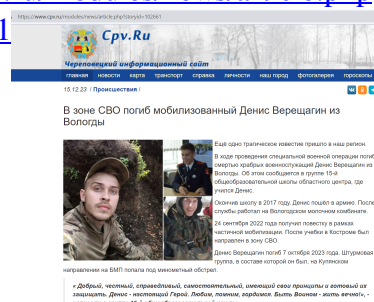 https://www.cpv.ru/modules/news/article.php?storyid=102661
1
Cpv.Ru
Череповецкий информационный сайт
главная новости карта транспорт справка личности наш город фотогалерея гороскопы
15.12.23 / Происшествия /
В зоне СВО погиб мобилизованный Денис Верещагин из
Вологды
Ещё одно трагическое известие пришло в наш регион.
В ходе проведения специальной военной операции погиб
смертью храбрых военнослужащий Денис Верещагин из
Вологды. Об этом сообщается в группе 15-й
общеобразовательной школы областного центра, где
учился Денис.
Окончив школу в 2017 году, Денис пошёл в армию. После
службы работал на Вологодском молочном комбинате.
24 сентября 2022 года получил повестку в рамках
частичной мобилизации. После учебки в Костроме был
направлен в зону СВО.
Денис Верещагин погиб 7 октября 2023 года. Штурмовая
группа, в составе которой он был, на Купянском
направлении на БМП попала под минометный обстрел.
« Добрый, честный, справедливый, самостоятельный, имеющий свои принципы и готовый их
защищать. Денис - настоящий Герой. Любим, помним, гордимся. Быть Воином - жить вечно!», -